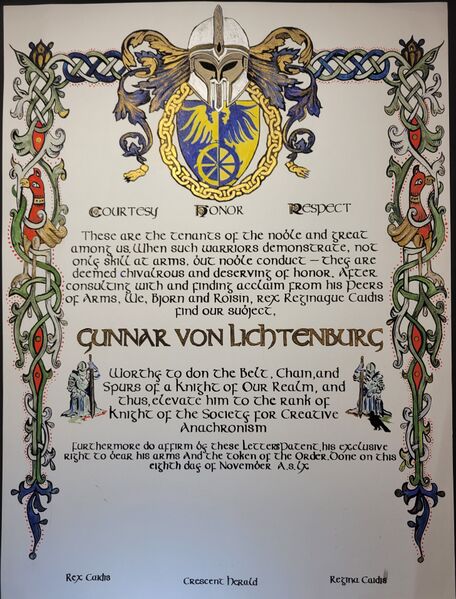 Courtesy Honor Respect
These are the tenants of the noble and great
among us. When such warriors demonstrate, not
only skill at arms, but noble conduct – they are
deemed chivalrous and deserving of honor. After
consulting with and finding acclaim from his Peers
of Arms, We, Bjorn and Roisin, rex Reginaque Caidis
find our subject,
Gunnar von Lichtenburg
Worthy to don the Belt, Chain, and
Spurs of a Knight of Our Realm, and
thus, elevate him to the rank of
Knight of the Society for Creative
Anachronism
Furthermore do affirm by these Letters Patent, his exclusive
right to bear his arms And the token of the Order. Done on this
eighth day of November A.S. lx
Rex Caidis Crescent Herald Regina Caidis